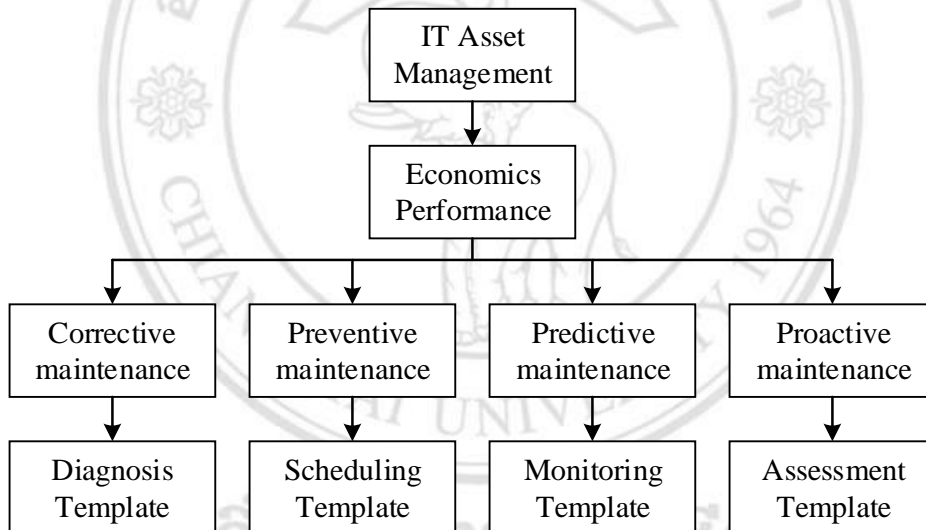 IT Asset
Management
Economics
Performance
Corrective
maintenance
Preventive
maintenance
Predictive
maintenance
Proactive
maintenance
Diagnosis
Template
Scheduling
Template
Monitoring
Template
Assessment
Template